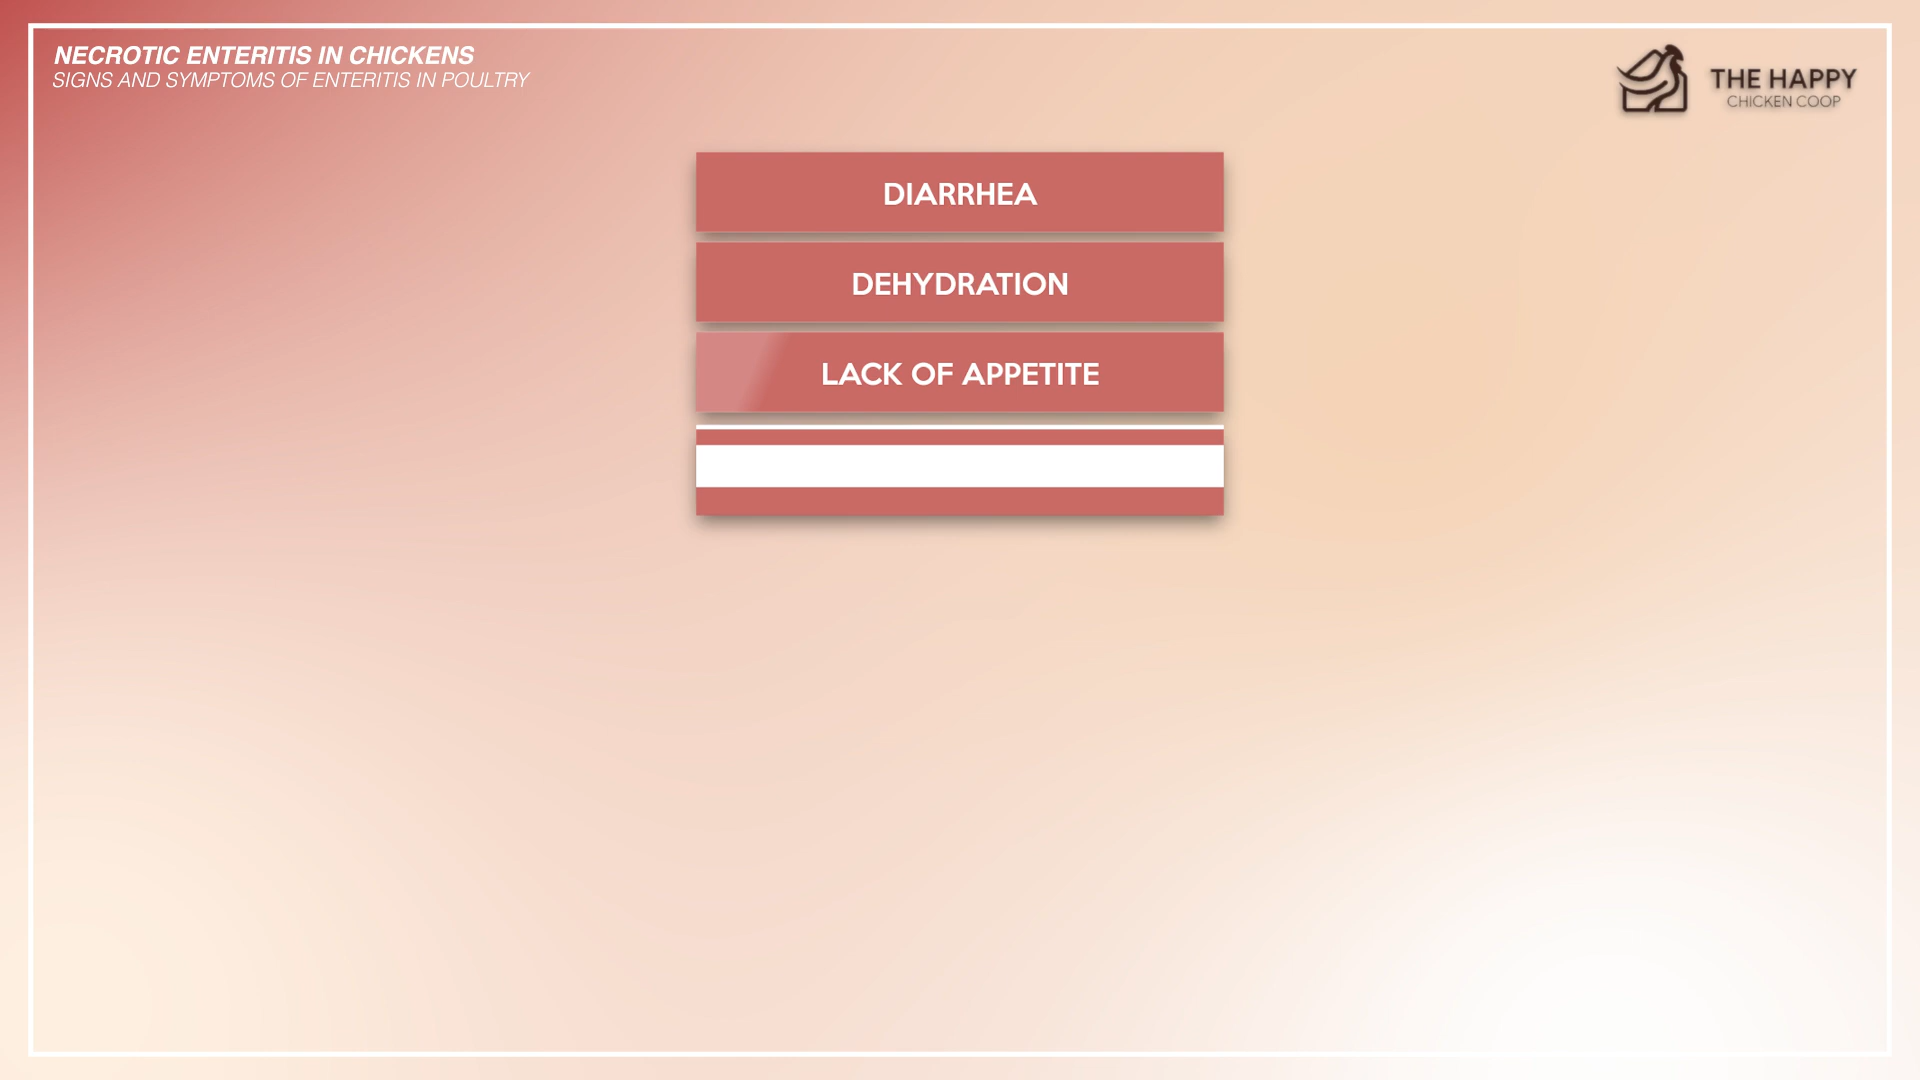 NECROTIC ENTERITIS IN CHICKENS
SIGNS AND SYMPTOMS OF ENTERITIS IN POULTRY
THE HAPPY
CHICKEN COOP
DIARRHEA
DEHYDRATION
LACK OF APPETITE